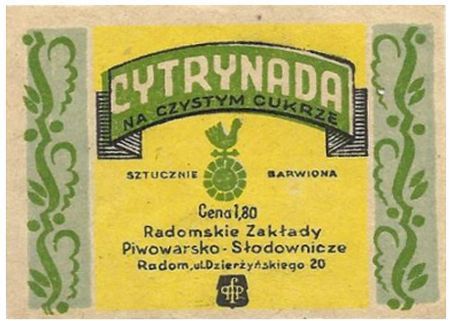 CYTRYNADA
NA CZYSTYM CUKRZE
SZTUCZNIE BARWIONA
Cena 1,80
Radomskie Zakłady
Piwowarsko-Słodownicze
Radom, ul. Dzierżyńskiego 20